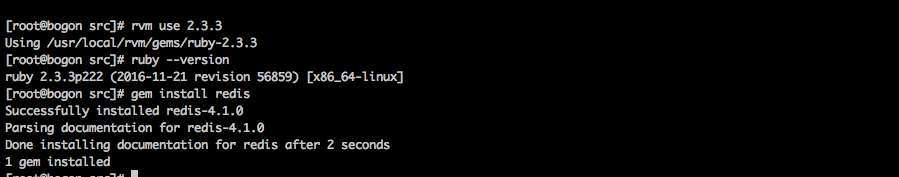 [root@bogon src]# rvm use 2.3.3
Using /usr/local/rvm/gems/ruby-2.3.3
[root@bogon src]# ruby --version
ruby 2.3.3p222 (2016-11-21 revision 56859) [x86_64-linux]
[root@bogon src]# gem install redis
Successfully installed redis-4.1.0
Parsing documentation for redis-4.1.0
Done installing documentation for redis after 2 seconds
1 gem installed
[root@bogon src]#